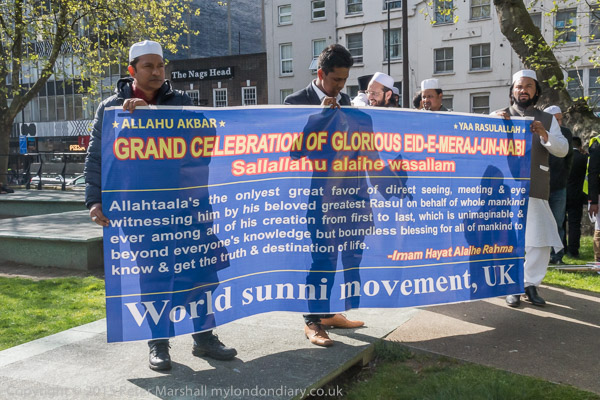 The Nags Head
★ALLAHU AKBAR★
★YAA RASULALLAH★
GRAND CELEBRATION OF GLORIOUS EID-E-MERAJ-UN-NABI
Sallallahu alaihe wasallam
Allahtaala's the onlyest great favor of direct seeing, meeting & eye
witnessing him by his beloved greatest Rasul on behalf of whole mankind
ever among all of his creation from first to last, which is unimaginable &
beyond everyone's knowledge but boundless blessing for all of mankind to
know & get the truth & destination of life.
-Imam Hayat Alaihe Rahma
World sunni movement, UK
Peter Marshall mylondondiary.co.uk